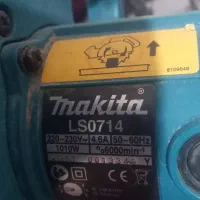 makita
LS0714
220-230V~ 4.6A 50-60Hz
1010W n₀6000min⁻¹